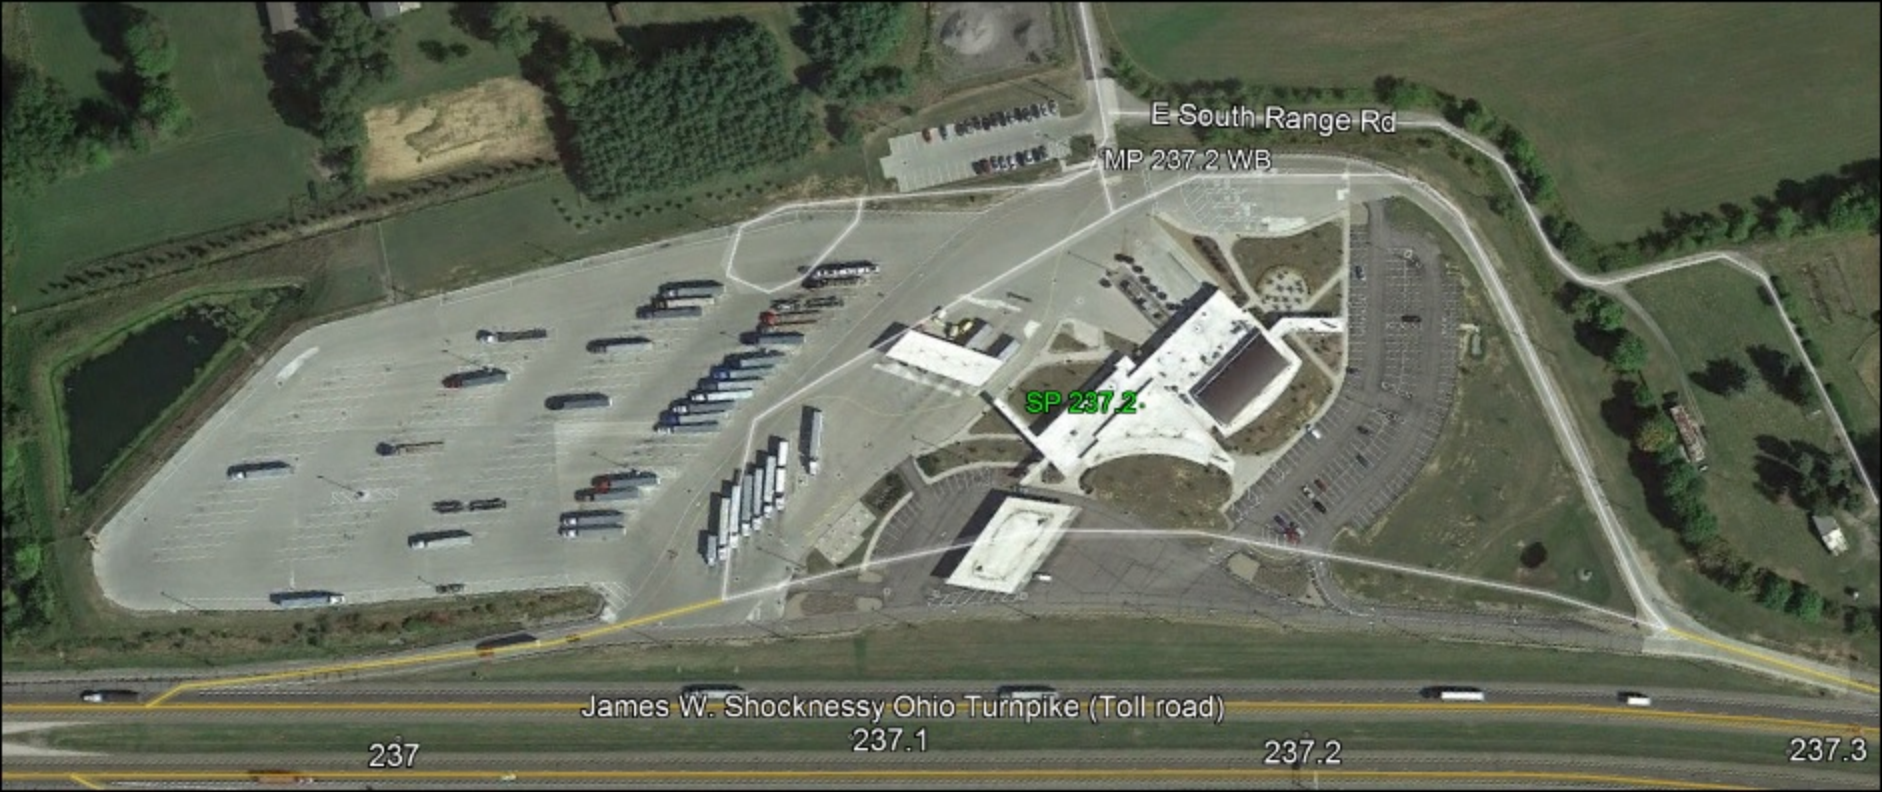 E South Range Rd
MP 237.2 WB
SP 237.2
James W. Shocknessy Ohio Turnpike (Toll road)
237
237.1
237.2
237.3